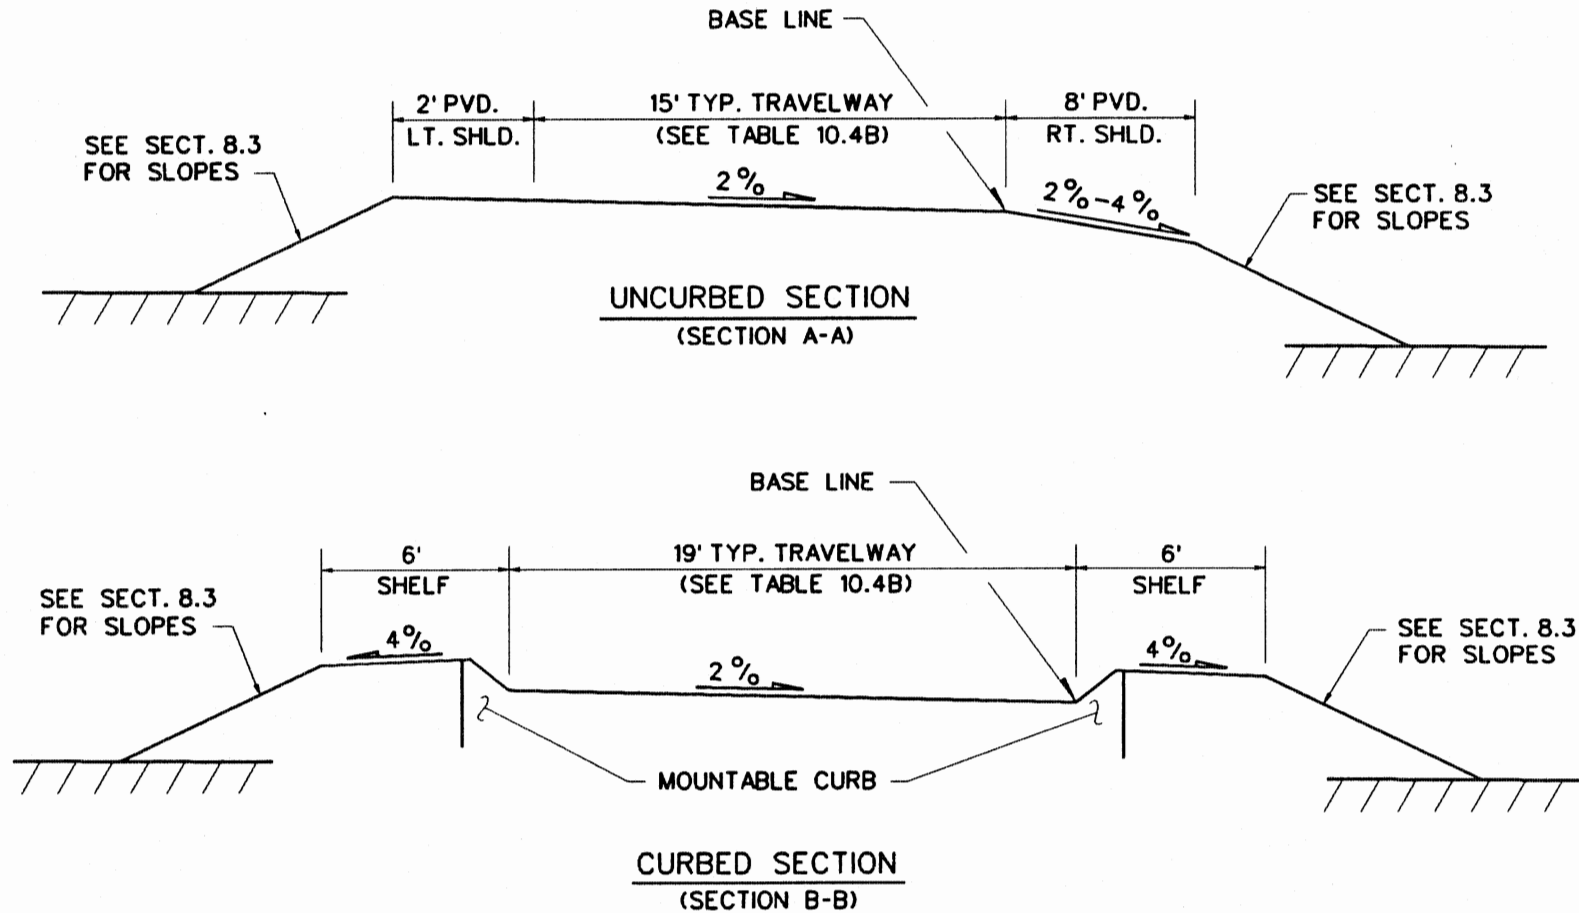 BASE LINE
2' PVD.
LT. SHLD.
15' TYP. TRAVELWAY
(SEE TABLE 10.4B)
8' PVD.
RT. SHLD.
SEE SECT. 8.3
FOR SLOPES
2%
2%-4%
SEE SECT. 8.3
FOR SLOPES
UNCURBED SECTION
(SECTION A-A)
BASE LINE
6'
SHELF
19' TYP. TRAVELWAY
(SEE TABLE 10.4B)
6'
SHELF
SEE SECT. 8.3
FOR SLOPES
4%
2%
4%
SEE SECT. 8.3
FOR SLOPES
MOUNTABLE CURB
CURBED SECTION
(SECTION B-B)